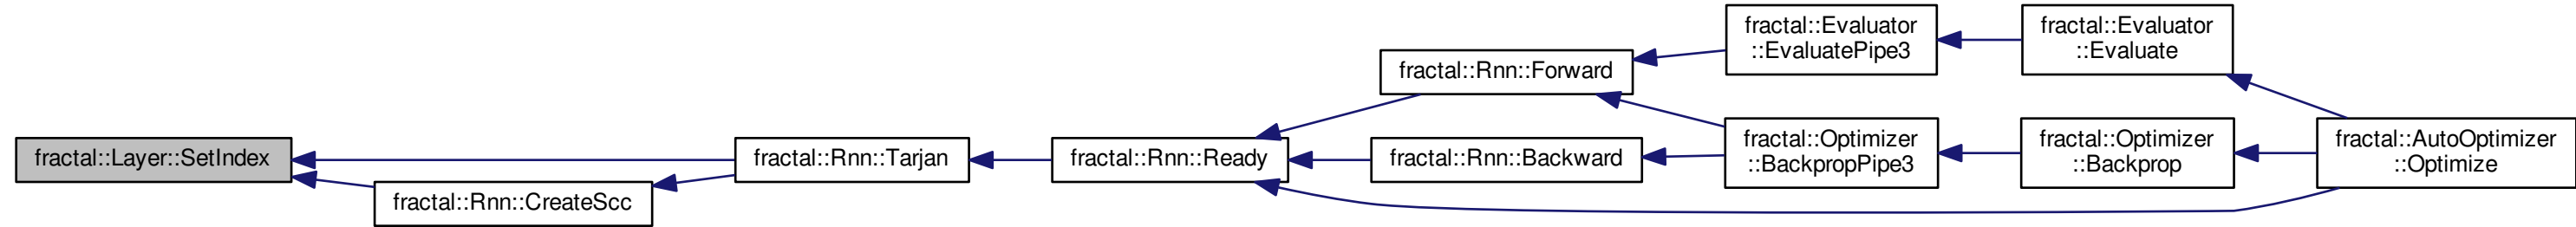 fractal::Layer::SetIndex
fractal::Rnn::CreateScc
fractal::Rnn::Tarjan
fractal::Rnn::Ready
fractal::Rnn::Forward
fractal::Rnn::Backward
fractal::Evaluator
::EvaluatePipe3
fractal::Optimizer
::BackpropPipe3
fractal::Evaluator
::Evaluate
fractal::Optimizer
::Backprop
fractal::AutoOptimizer
::Optimize